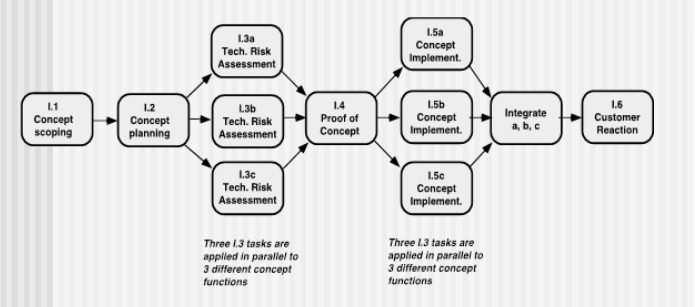 I.1
Concept
scoping
I.2
Concept
planning
I.3a
Tech. Risk
Assessment
I.3b
Tech. Risk
Assessment
I.3c
Tech. Risk
Assessment
I.4
Proof of
Concept
I.5a
Concept
Implement.
I.5b
Concept
Implement.
I.5c
Concept
Implement.
Integrate
a, b, c
I.6
Customer
Reaction
Three I.3 tasks are
applied in parallel to
3 different concept
functions
Three I.3 tasks are
applied in parallel to
3 different concept
functions